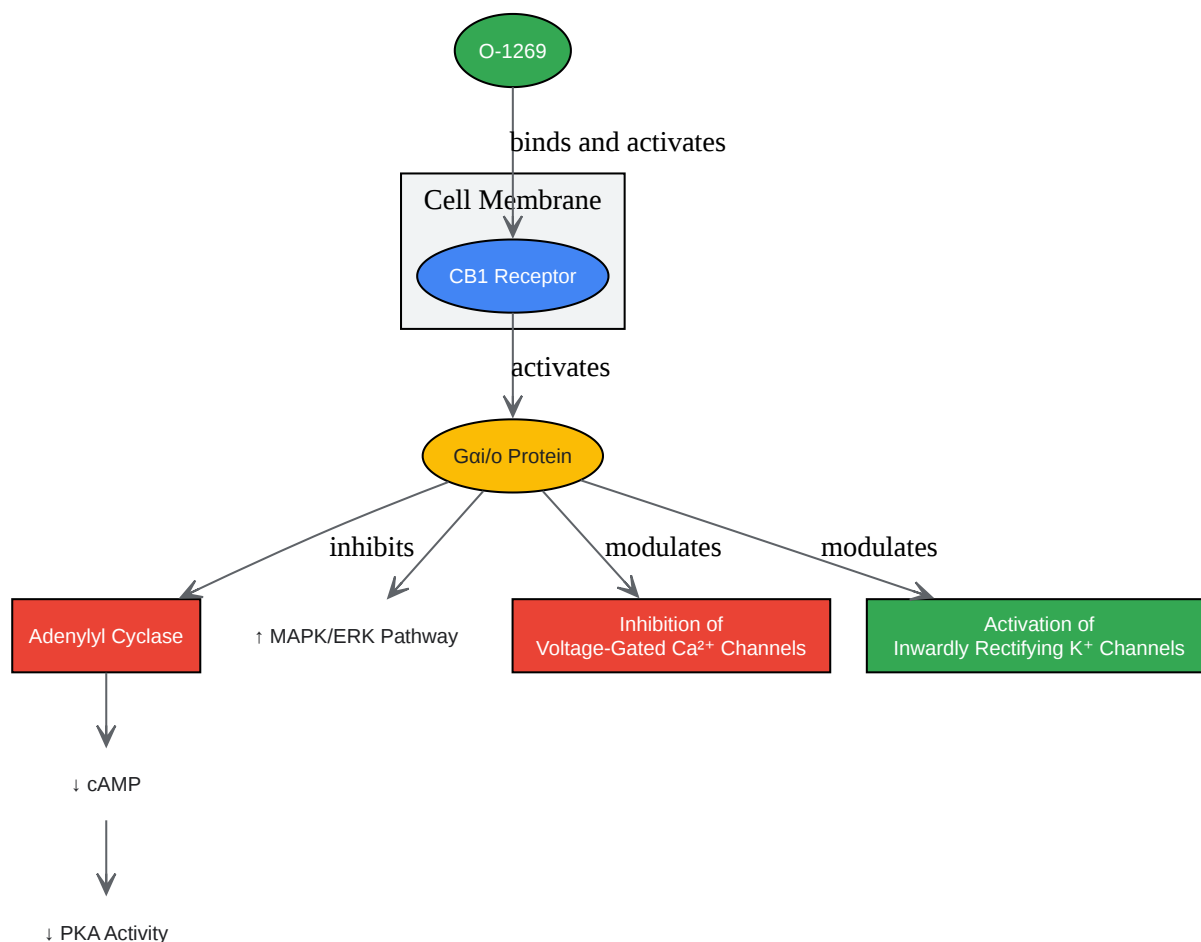 O-1269
binds and activates
Cell Membrane
CB1 Receptor
activates
Gαi/o Protein
inhibits
modulates
modulates
Adenylyl Cyclase
↑ MAPK/ERK Pathway
Inhibition of
Voltage-Gated Ca²⁺ Channels
Activation of
Inwardly Rectifying K⁺ Channels
↓ cAMP
↓ PKA Activity